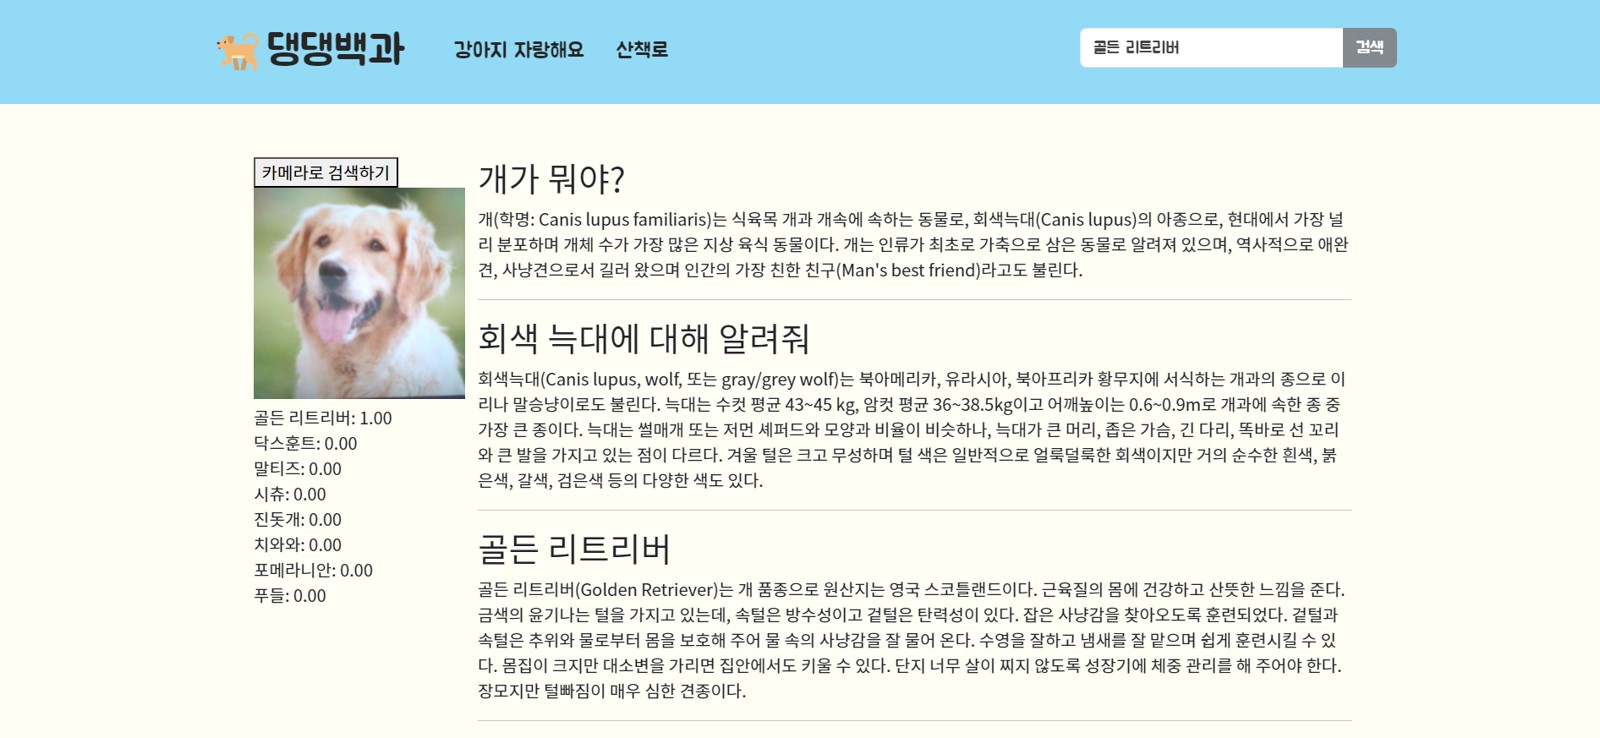 댕댕백과
강아지 자랑해요
산책로
골든 리트리버
검색
카메라로 검색하기
골든 리트리버: 1.00
닥스훈트: 0.00
말티즈: 0.00
시츄: 0.00
진돗개: 0.00
치와와: 0.00
포메라니안: 0.00
푸들: 0.00
개가 뭐야?
개(학명: Canis lupus familiaris)는 식육목 개과 개속에 속하는 동물로, 회색늑대(Canis lupus)의 아종으로, 현대에서 가장 널
리 분포하며 개체 수가 가장 많은 지상 육식 동물이다. 개는 인류가 최초로 가축으로 삼은 동물로 알려져 있으며, 역사적으로 애완
견, 사냥견으로서 길러 왔으며 인간의 가장 친한 친구(Man's best friend)라고도 불린다.
회색 늑대에 대해 알려줘
회색늑대(Canis lupus, wolf, 또는 gray/grey wolf)는 북아메리카, 유라시아, 북아프리카 황무지에 서식하는 개과의 종으로 이
리나 말승냥이로도 불린다. 늑대는 수컷 평균 43~45 kg, 암컷 평균 36~38.5kg이고 어깨높이는 0.6~0.9m로 개과에 속한 종 중
가장 큰 종이다. 늑대는 썰매개 또는 저먼 셰퍼드와 모양과 비율이 비슷하나, 늑대가 큰 머리, 좁은 가슴, 긴 다리, 똑바로 선 꼬리
와 큰 발을 가지고 있는 점이 다르다. 겨울 털은 크고 무성하며 털 색은 일반적으로 얼룩덜룩한 회색이지만 거의 순수한 흰색, 붉
은색, 갈색, 검은색 등의 다양한 색도 있다.
골든 리트리버
골든 리트리버(Golden Retriever)는 개 품종으로 원산지는 영국 스코틀랜드이다. 근육질의 몸에 건강하고 산뜻한 느낌을 준다.
금색의 윤기나는 털을 가지고 있는데, 속털은 방수성이고 겉털은 탄력성이 있다. 잡은 사냥감을 찾아오도록 훈련되었다. 겉털과
속털은 추위와 물로부터 몸을 보호해 주어 물 속의 사냥감을 잘 물어 온다. 수영을 잘하고 냄새를 잘 맡으며 쉽게 훈련시킬 수 있
다. 몸집이 크지만 대소변을 가리면 집안에서도 키울 수 있다. 단지 너무 살이 찌지 않도록 성장기에 체중 관리를 해 주어야 한다.
장모지만 털빠짐이 매우 심한 견종이다.